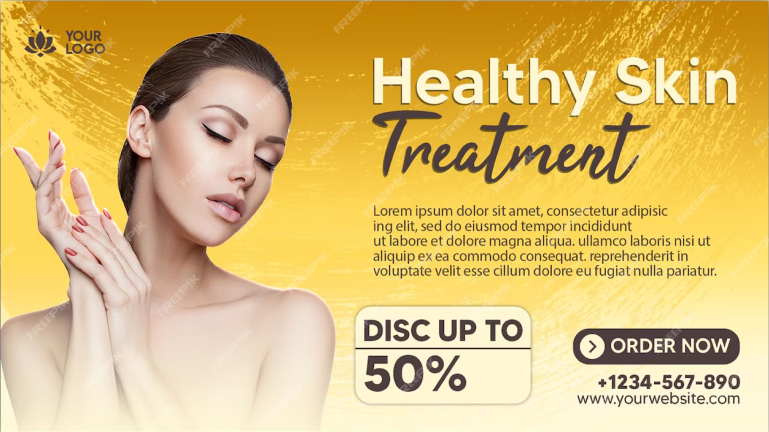 YOUR
LOGO
Healthy Skin
Treatment
Lorem ipsum dolor sit amet, consectetur adipisic
ing elit, sed do eiusmod tempor incididunt
ut labore et dolore magna aliqua. ullamco laboris nisi ut
aliquip ex ea commodo consequat. reprehenderit in
voluptate velit esse cillum dolore eu fugiat nulla pariatur.
DISC UP TO
50%
ORDER NOW
+1234-567-890
www.yourwebsite.com